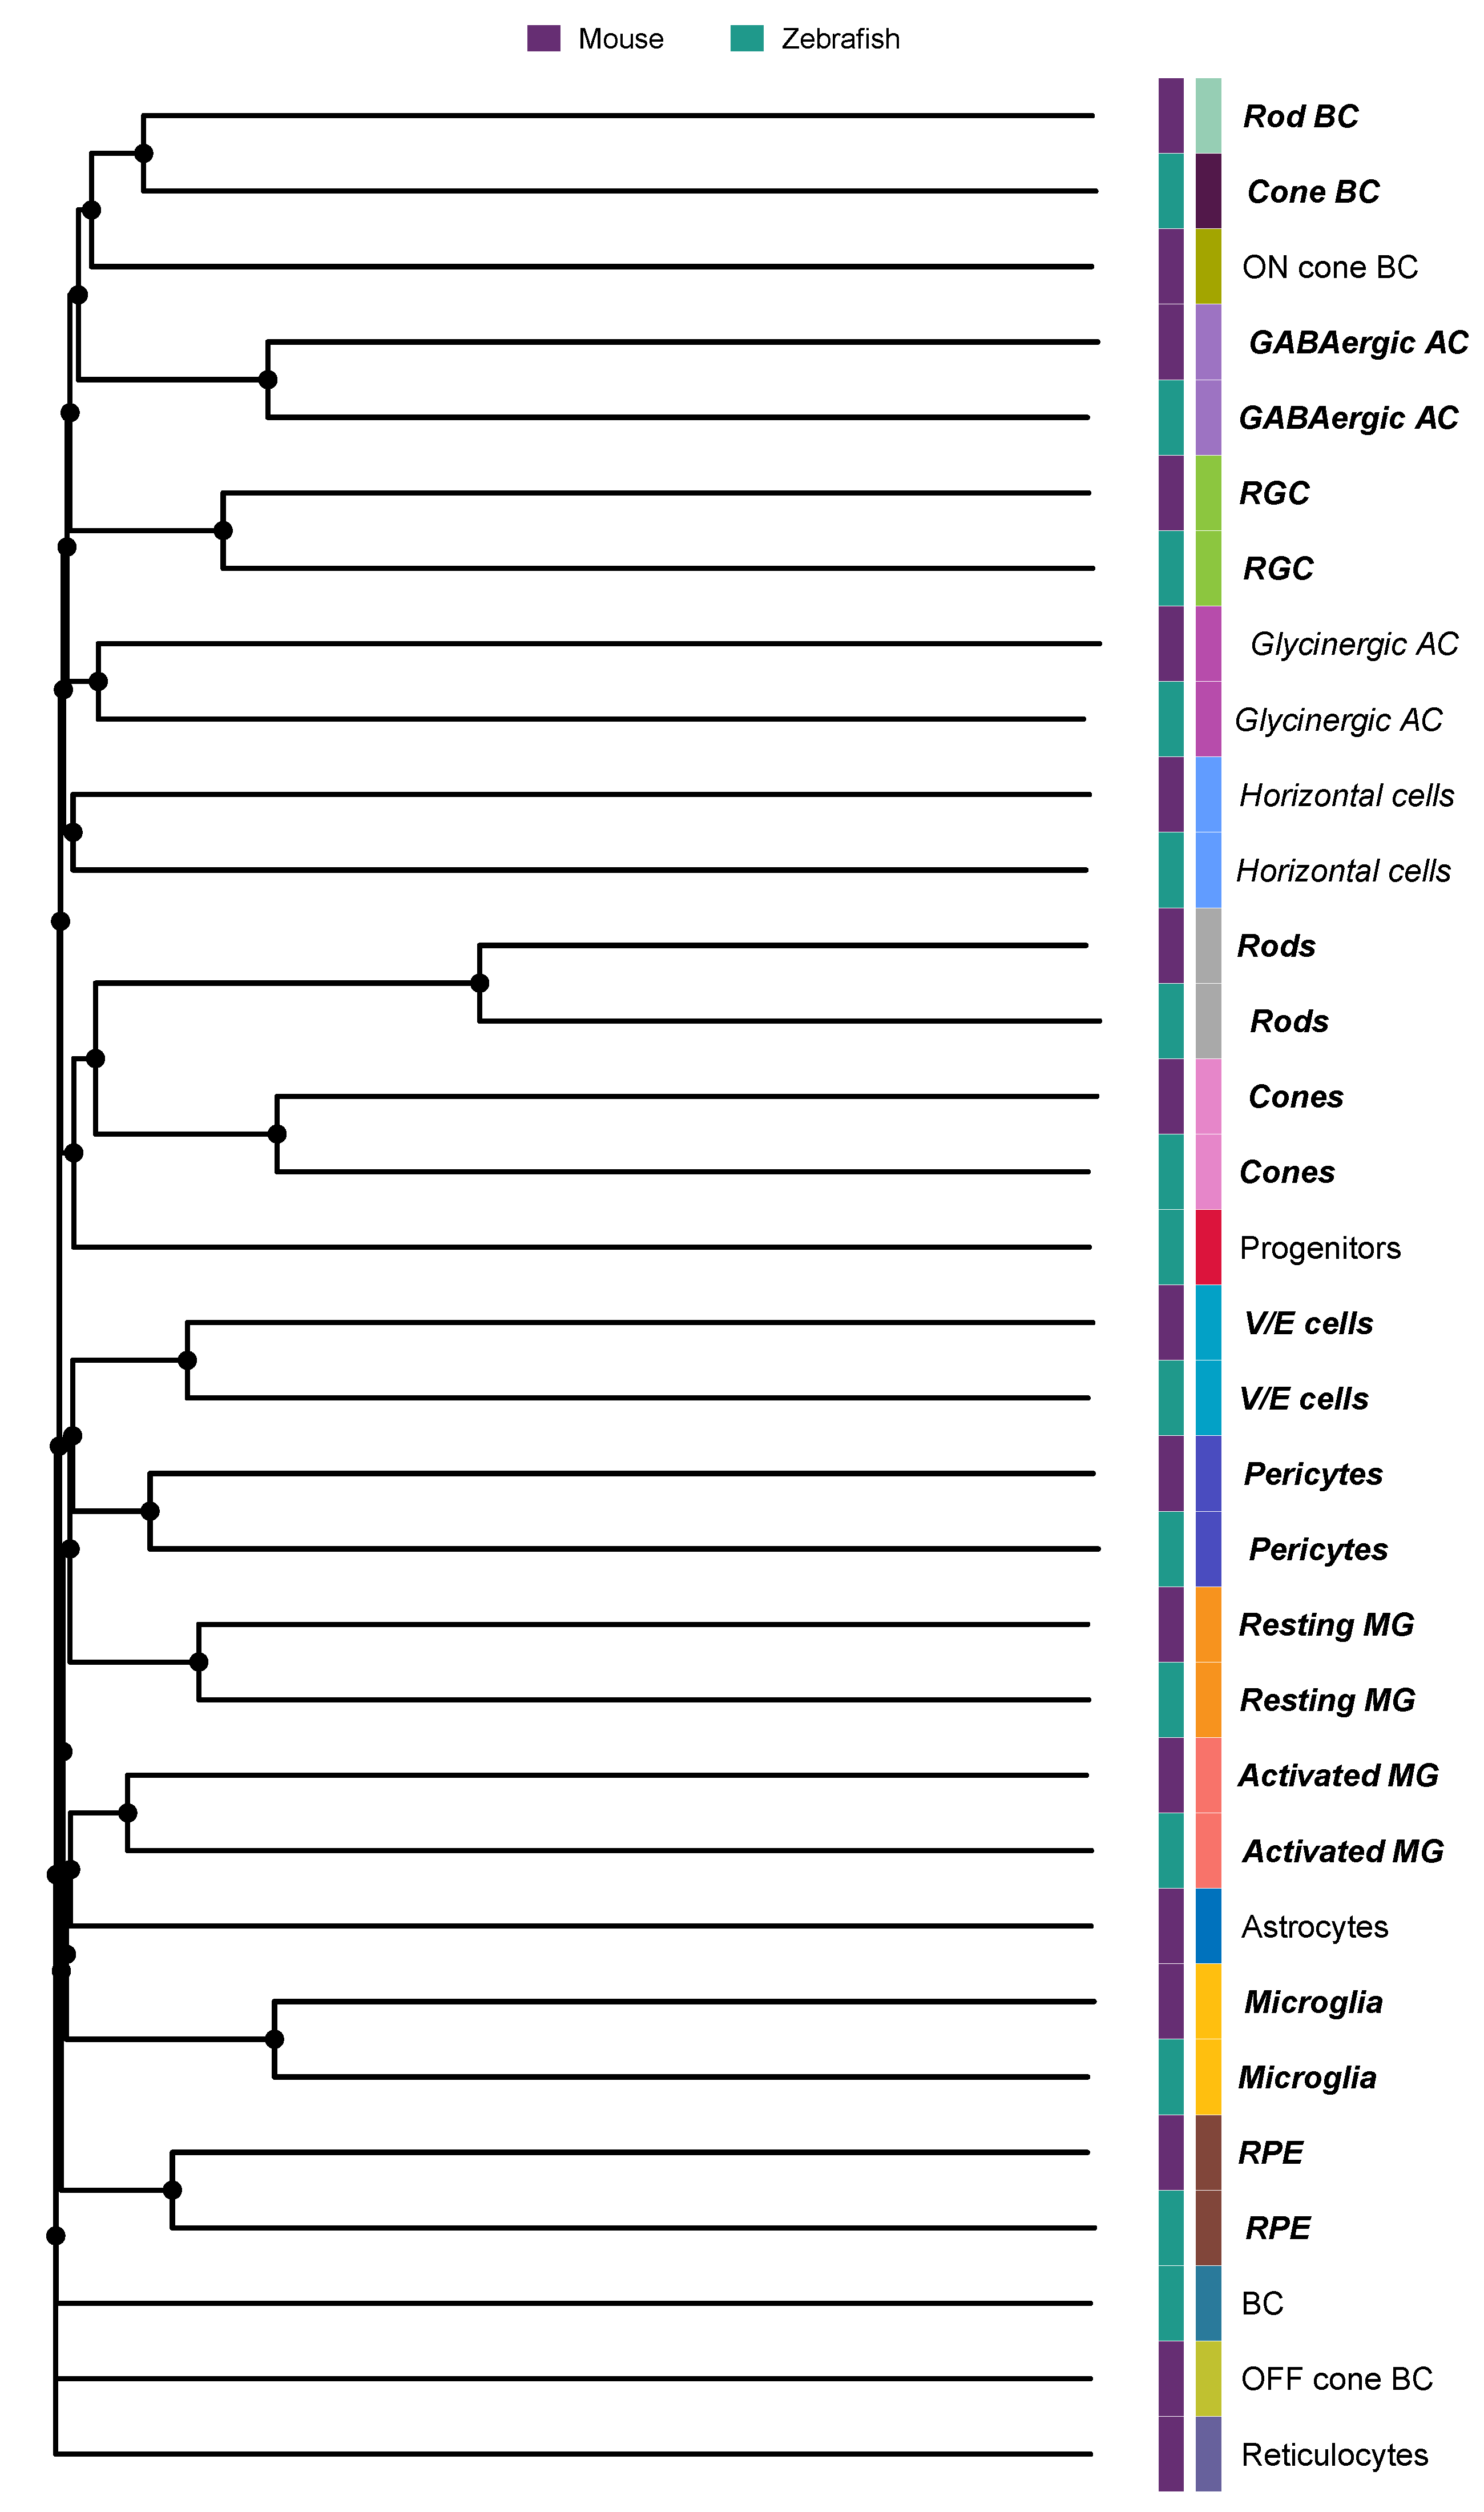 Mouse Zebrafish
Rod BC
Cone BC
ON cone BC
GABAergic AC
GABAergic AC
RGC
RGC
Glycinergic AC
Glycinergic AC
Horizontal cells
Horizontal cells
Rods
Rods
Cones
Cones
Progenitors
V/E cells
V/E cells
Pericytes
Pericytes
Resting MG
Resting MG
Activated MG
Activated MG
Astrocytes
Microglia
Microglia
RPE
RPE
BC
OFF cone BC
Reticulocytes